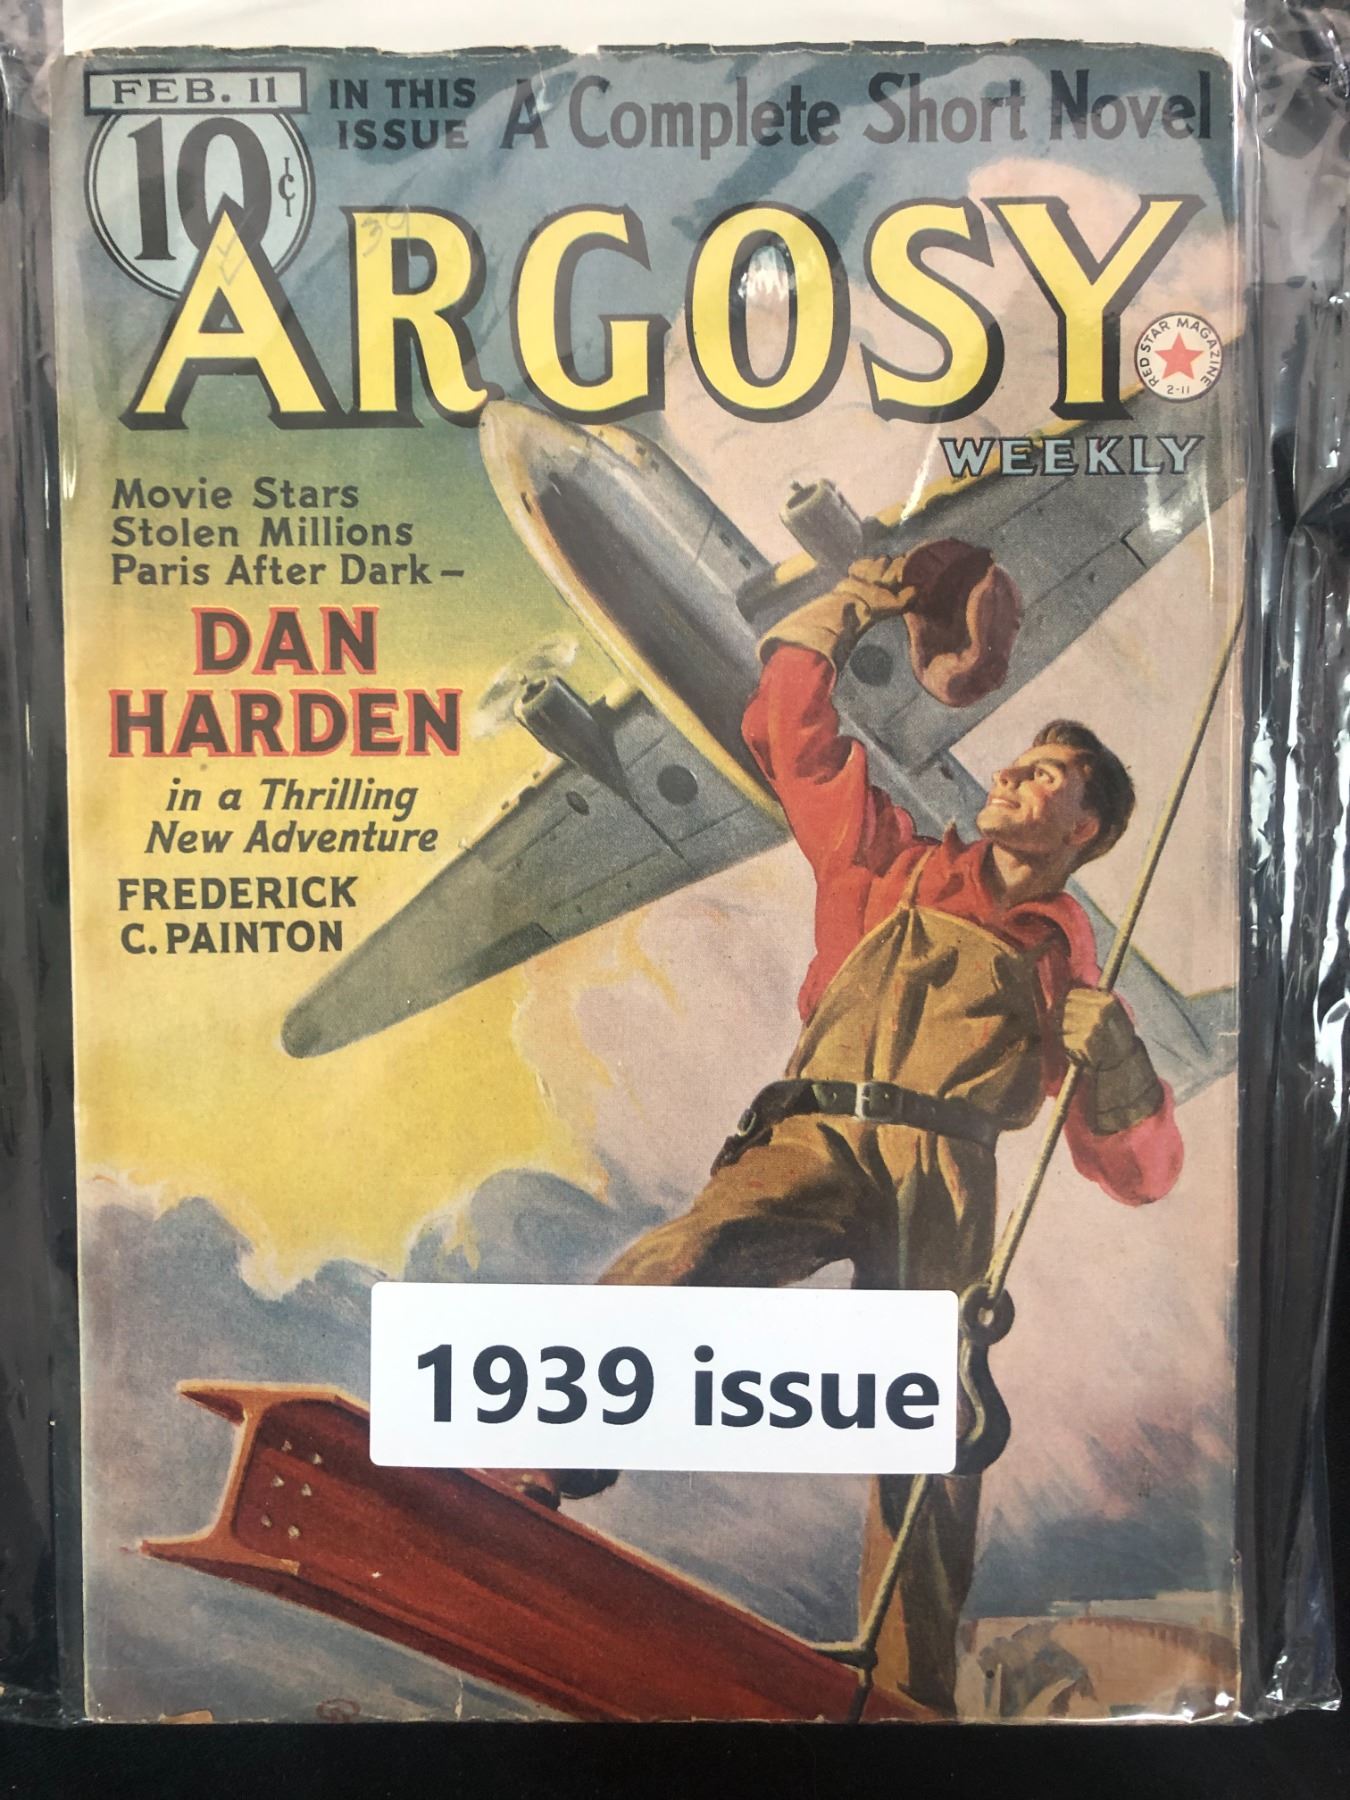 FEB. 11
10¢
IN THIS
ISSUE
A Complete Short Novel
39
ARGOSY
WEEKLY
RED STAR MAGAZINE
2-11
Movie Stars
Stolen Millions
Paris After Dark –
DAN
HARDEN
in a Thrilling
New Adventure
FREDERICK
C. PAINTON
1939 issue